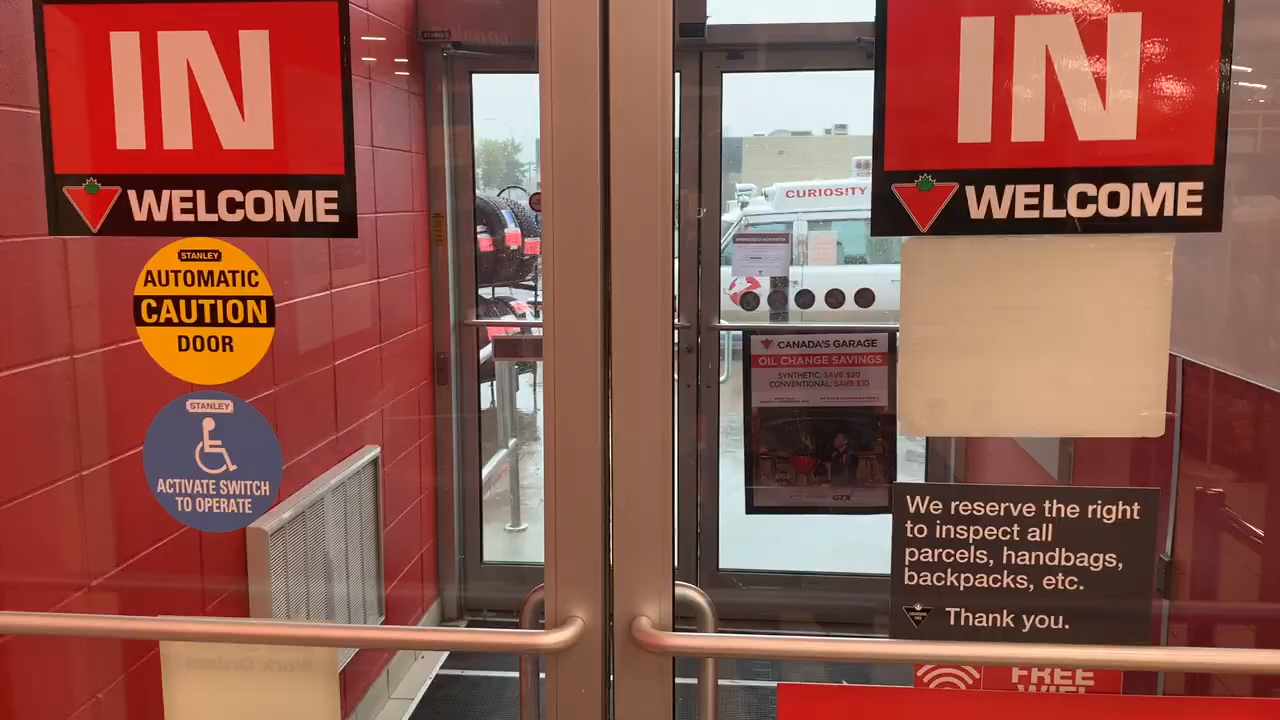 IN
WELCOME
STANLEY
AUTOMATIC
CAUTION
DOOR
STANLEY
ACTIVATE SWITCH
TO OPERATE
CURIOS!TY
CANADA'S GARAGE
OIL CHANGE SAVINGS
SYNTHETIC: SAVE $20
CONVENTIONAL: SAVE $10
GTX
IN
WELCOME
We reserve the right
to inspect all
parcels, handbags,
backpacks, etc.
Thank you.
FREE
WIFI